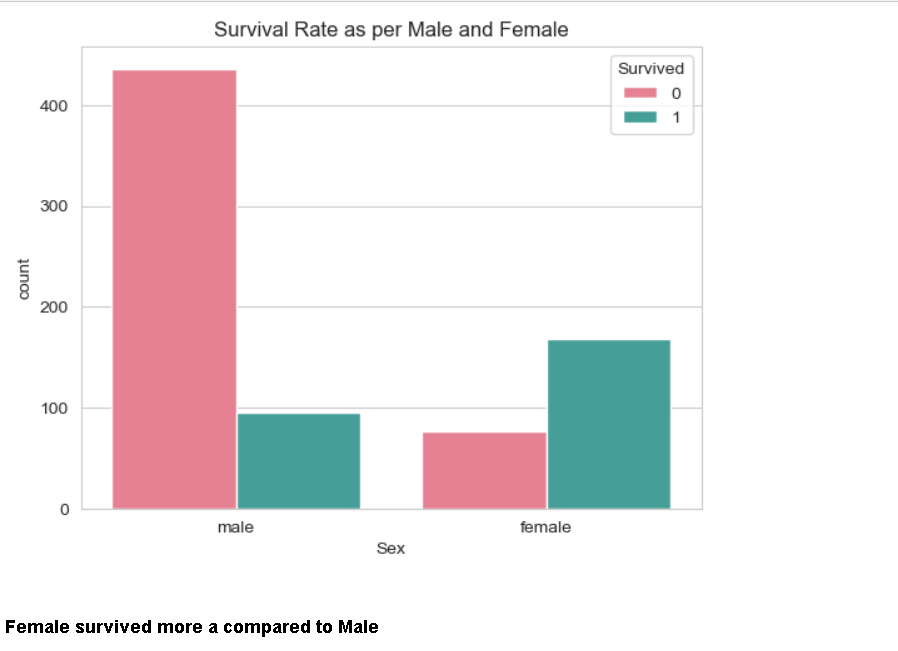 Survival Rate as per Male and Female
Survived
0
1
400
300
200
100
0
count
male
female
Sex
Female survived more a compared to Male